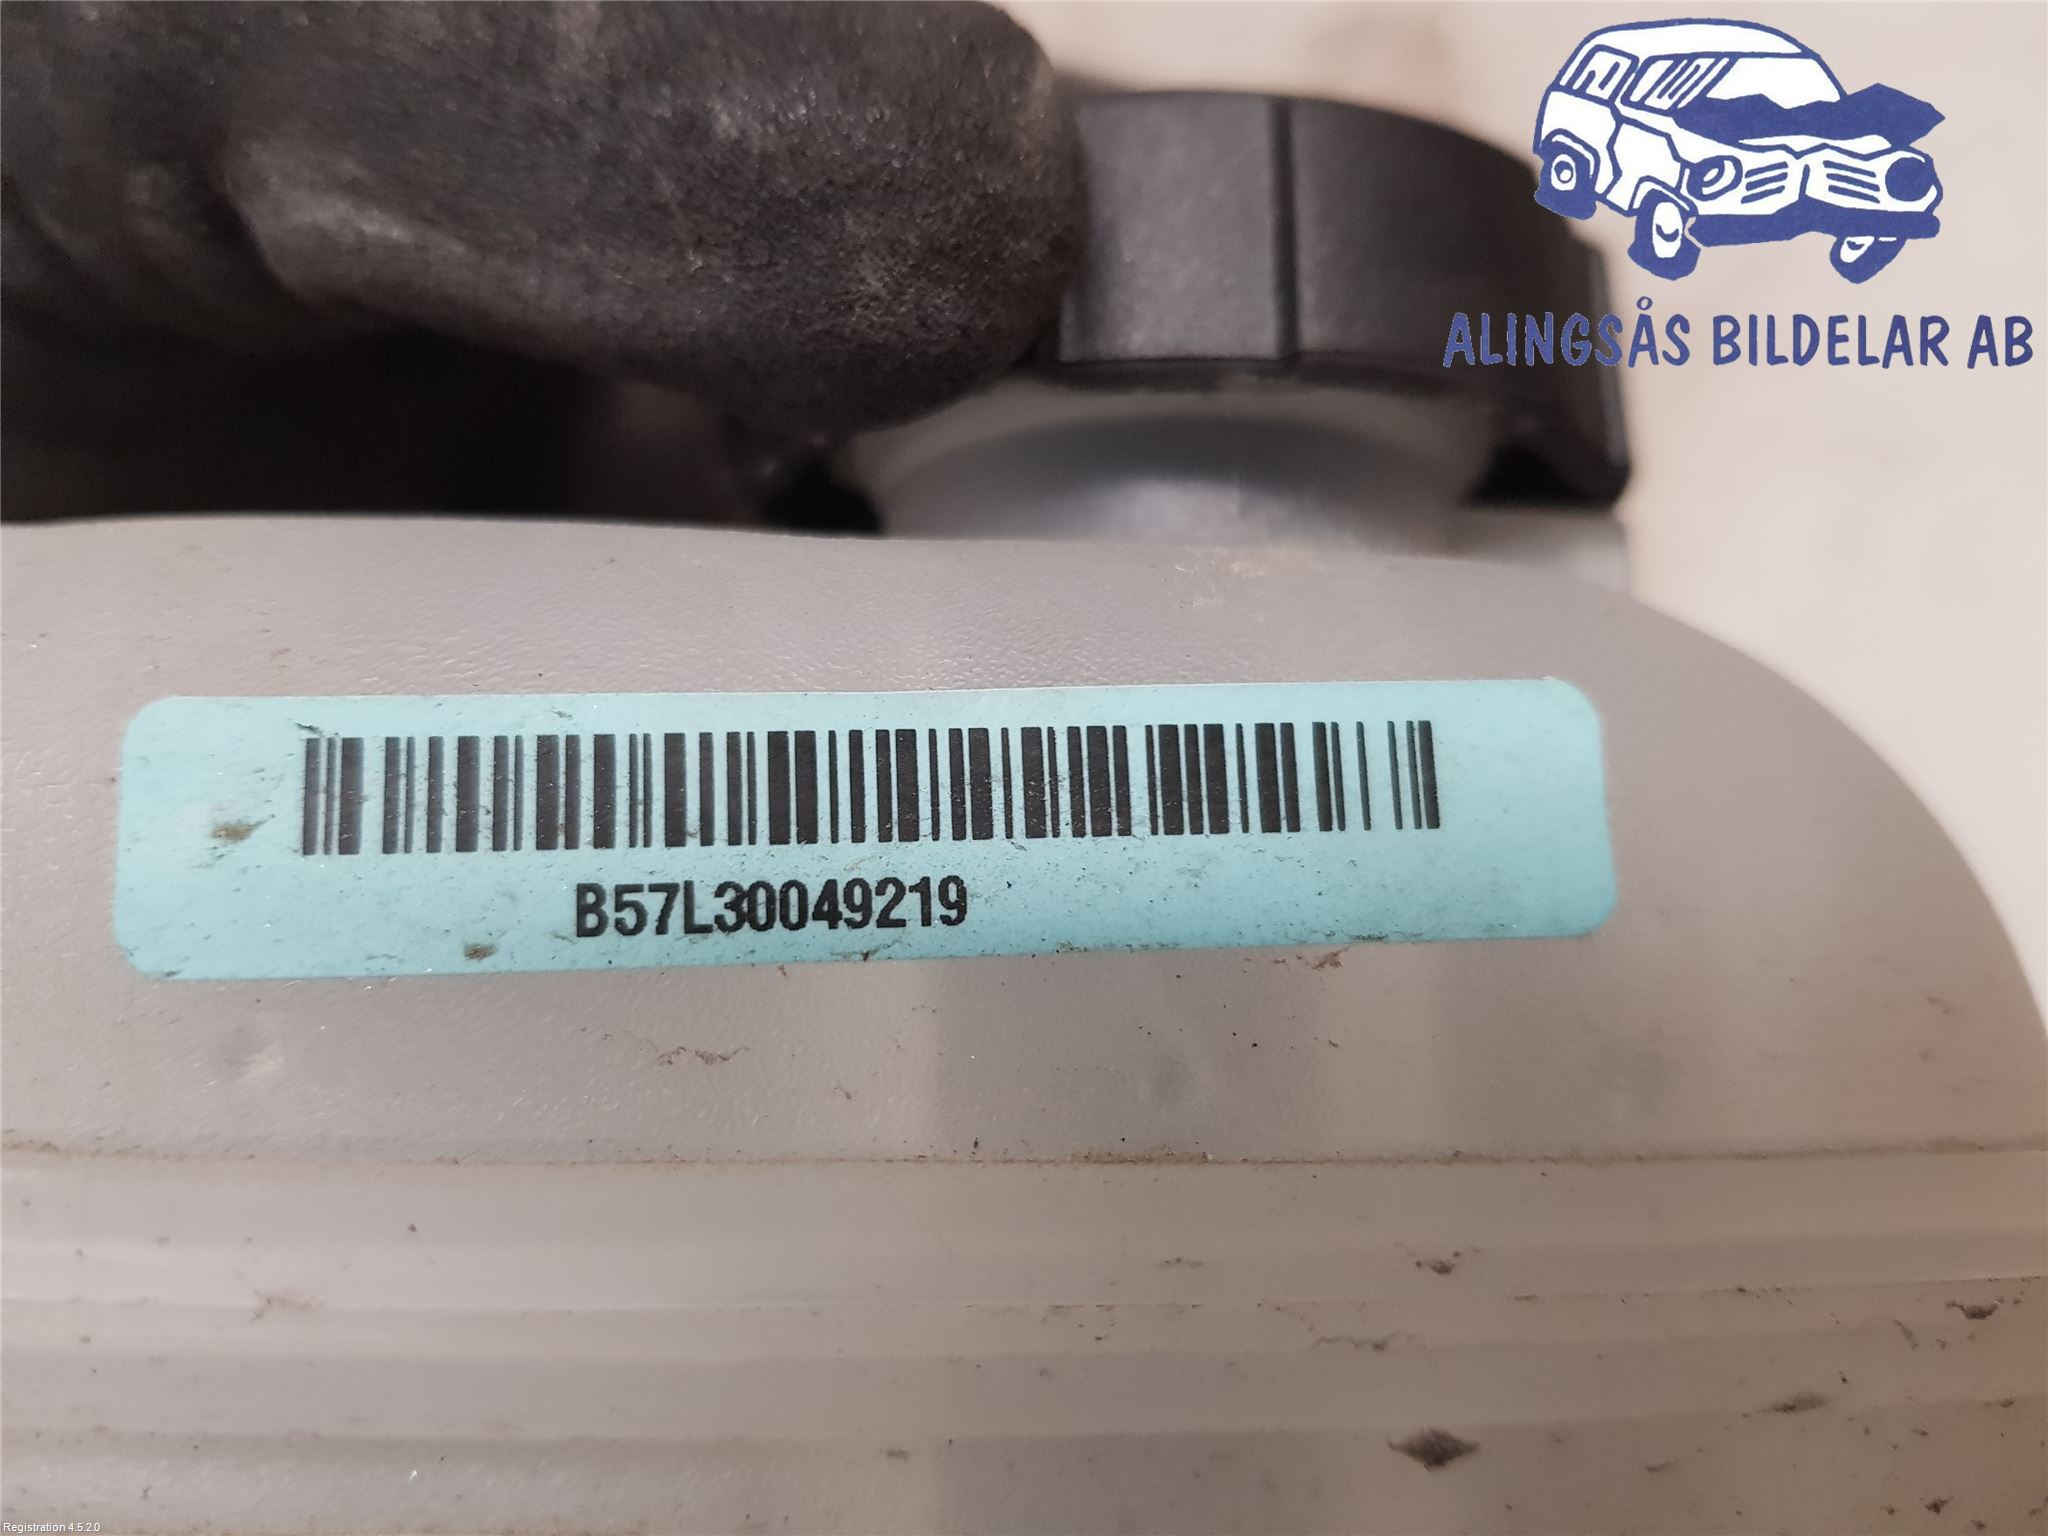 ALINGSÅS BILDELAR AB
B57L30049219
Registration 4.5.2.0